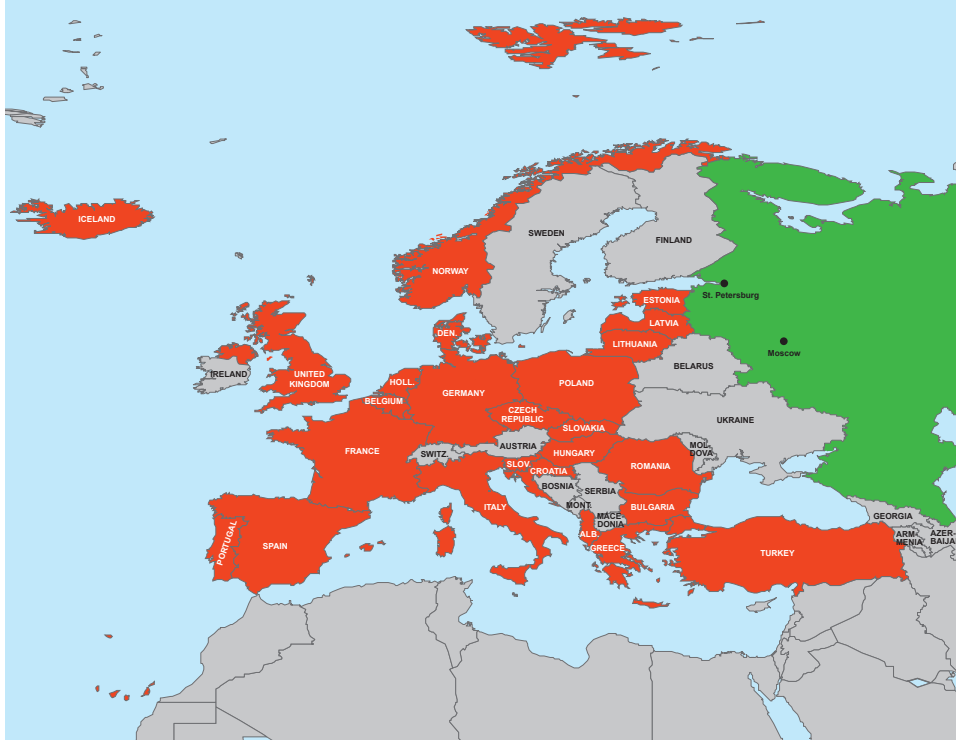 ICELAND
SWEDEN
FINLAND
NORWAY
St. Petersburg
ESTONIA
LATVIA
DEN.
LITHUANIA
Moscow
BELARUS
IRELAND
UNITED
KINGDOM
HOLL.
BELGIUM
GERMANY
POLAND
CZECH
REPUBLIC
UKRAINE
SLOVAKIA
FRANCE
SWITZ.
AUSTRIA
HUNGARY
MOL
DOVA
SLOV.
CROATIA
ROMANIA
BOSNIA
SERBIA
ITALY
MONT.
BULGARIA
MACE
DONIA
GEORGIA
ALB.
ARM-
MENIA
AZER-
BAIJA
PORTUGAL
SPAIN
GREECE
TURKEY